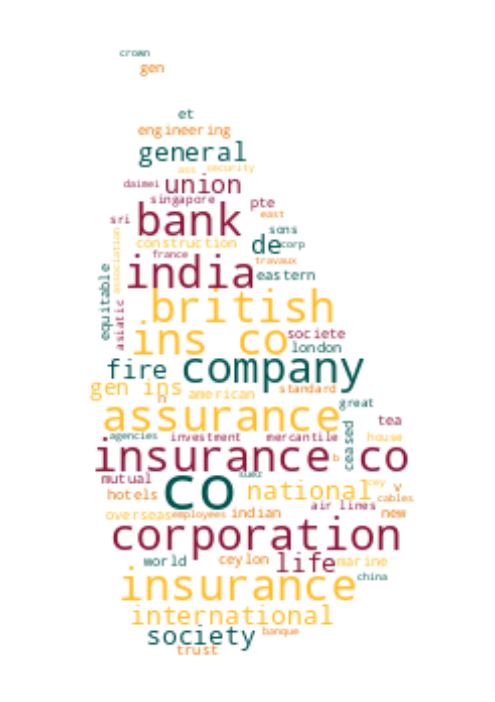 crown
gen
et
engineering
general
ass security
daimei union
singapore pte
sri bank east
sons
construction de corp
france travaux
association india eastern
equitable
asiatic british
ins co societe
london
fire company
gen ins american standard
n great
assurance tea
agencies investment mercantile ceased house
insurance co b
mutual suez
co national cey v
hotels cables
air lines
overseas employees indian new
corporation
world ceylon life marine
insurance china
international
society banque
trust